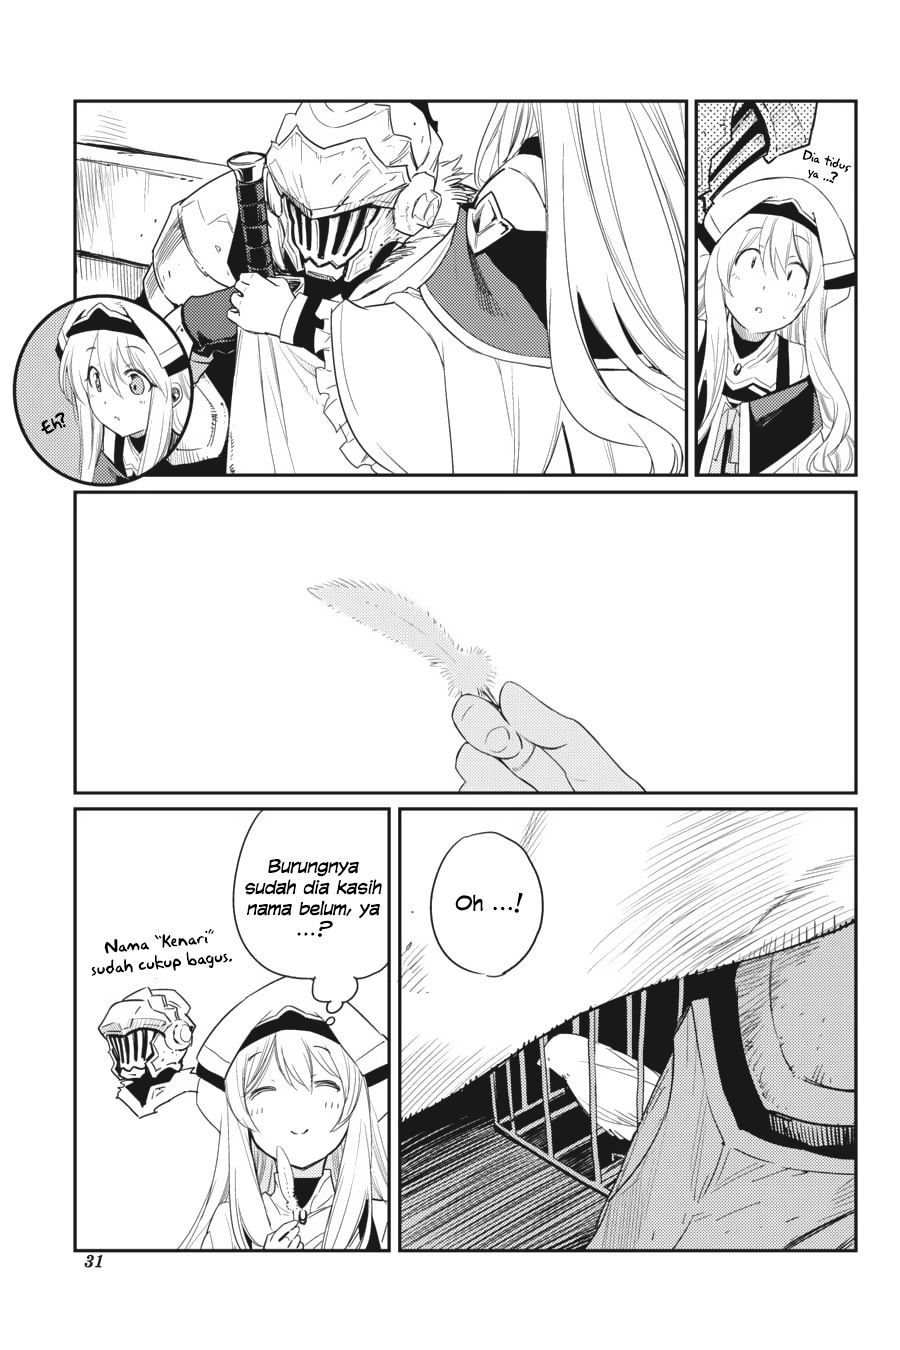 Dia tidur
ya ...?
Eh?
Oh ...!
Burungnya
sudah dia kasih
nama belum, ya
...?
Nama "Kenari"
sudah cukup bagus.
31